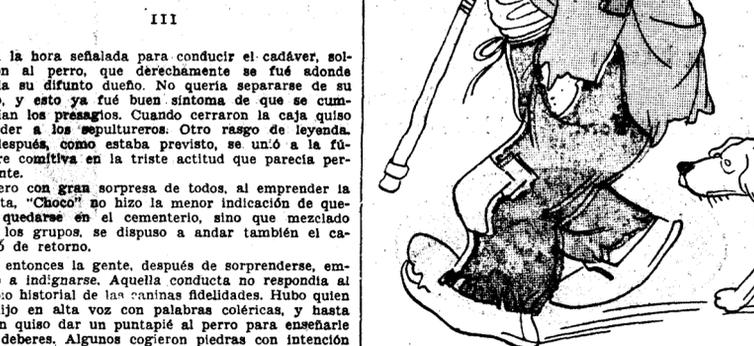 III
la hora señalada para conducir el cadáver, sol-
n al perro, que derechamente se fué adonde
a su difunto dueño. No quería separarse de su
, y esto ya fué buen síntoma de que se cum-
ian los presagios. Cuando cerraron la caja quiso
der a los sepultureros. Otro rasgo de leyenda.
después, como estaba previsto, se unió a la fú-
re comitiva en la triste actitud que parecía per-
nte.
ero con gran sorpresa de todos, al emprender la
ta, "Choco" no hizo la menor indicación de que-
quedarse en el cementerio, sino que mezclado
los grupos, se dispuso a andar también el ca-
ó de retorno.
entonces la gente, después de sorprenderse, em-
ó a indignarse. Aquella conducta no respondía al
io historial de las caninas fidelidades. Hubo quien
ijo en alta voz con palabras coléricas, y hasta
n quiso dar un puntapié al perro para enseñarle
deberes. Algunos cogieron piedras con intención